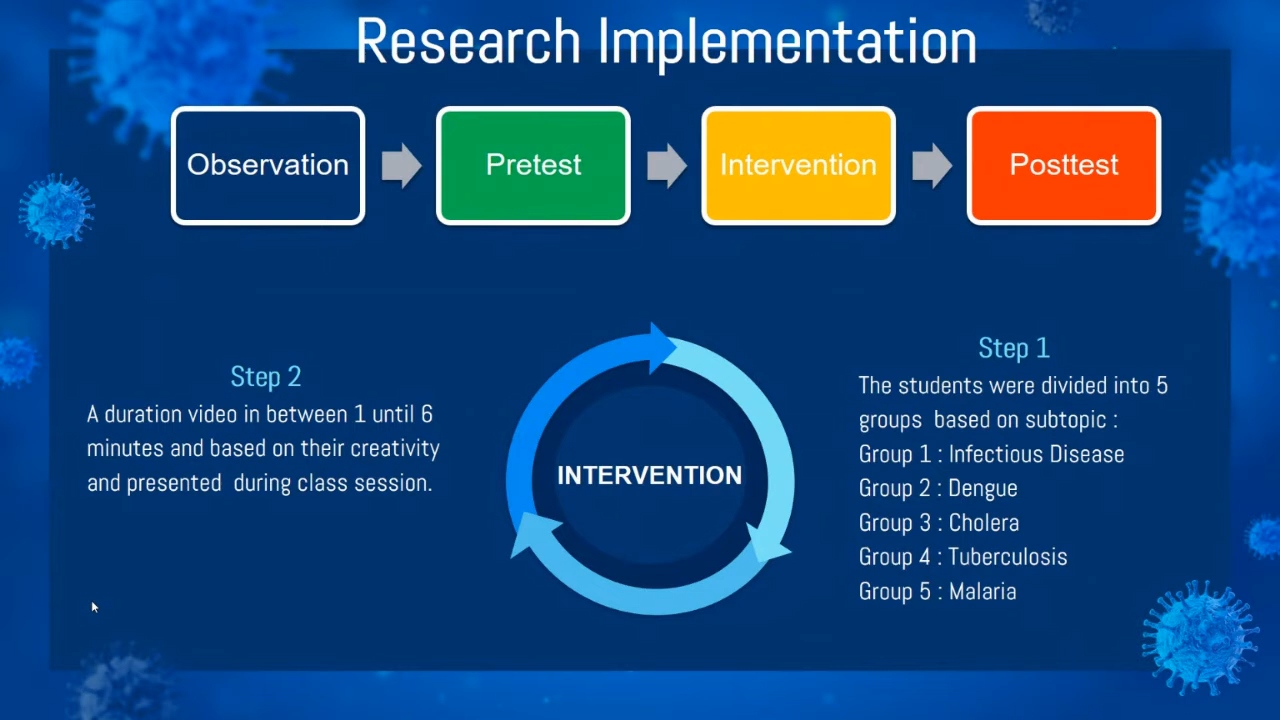 Research Implementation
Observation
Pretest
Intervention
Posttest
Step 1
The students were divided into 5
groups based on subtopic :
Group 1 : Infectious Disease
Group 2 : Dengue
Group 3 : Cholera
Group 4 : Tuberculosis
Group 5 : Malaria
INTERVENTION
Step 2
A duration video in between 1 until 6
minutes and based on their creativity
and presented during class session.